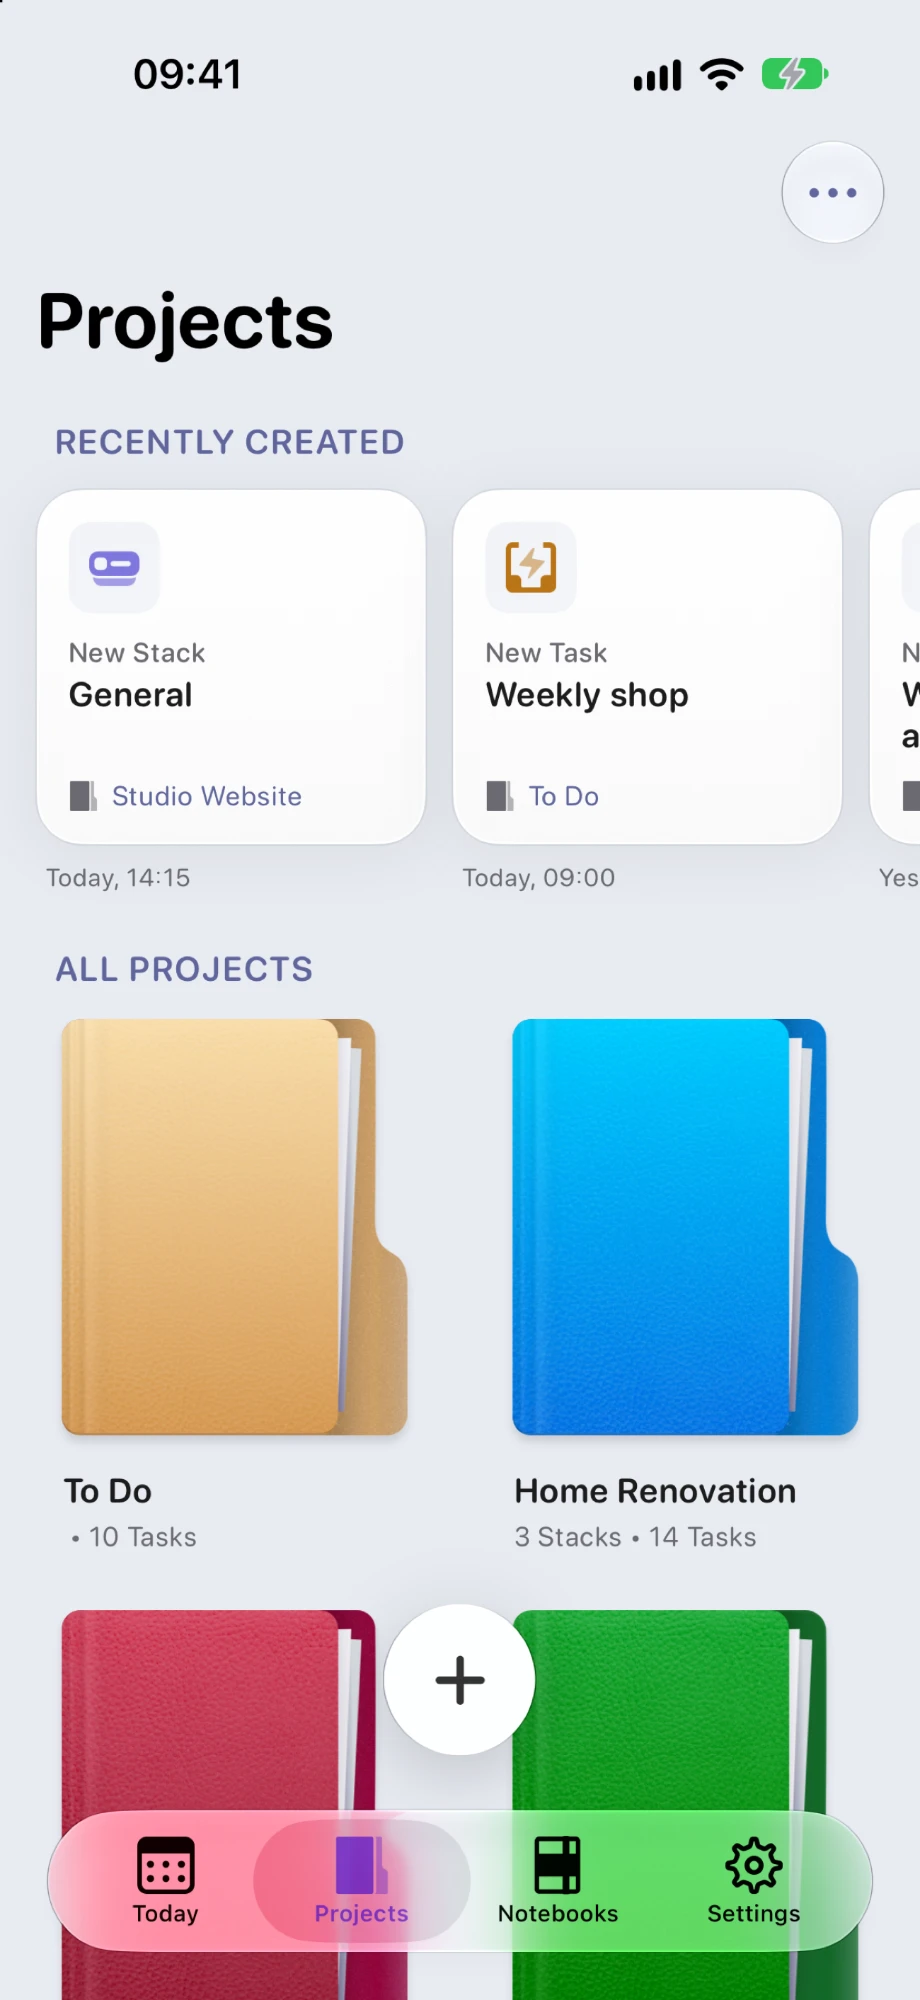 09:41
Projects
RECENTLY CREATED
New Stack
General
Studio Website
Today, 14:15
New Task
Weekly shop
To Do
Today, 09:00
ALL PROJECTS
To Do
• 10 Tasks
Home Renovation
3 Stacks • 14 Tasks
Today
Projects
Notebooks
Settings